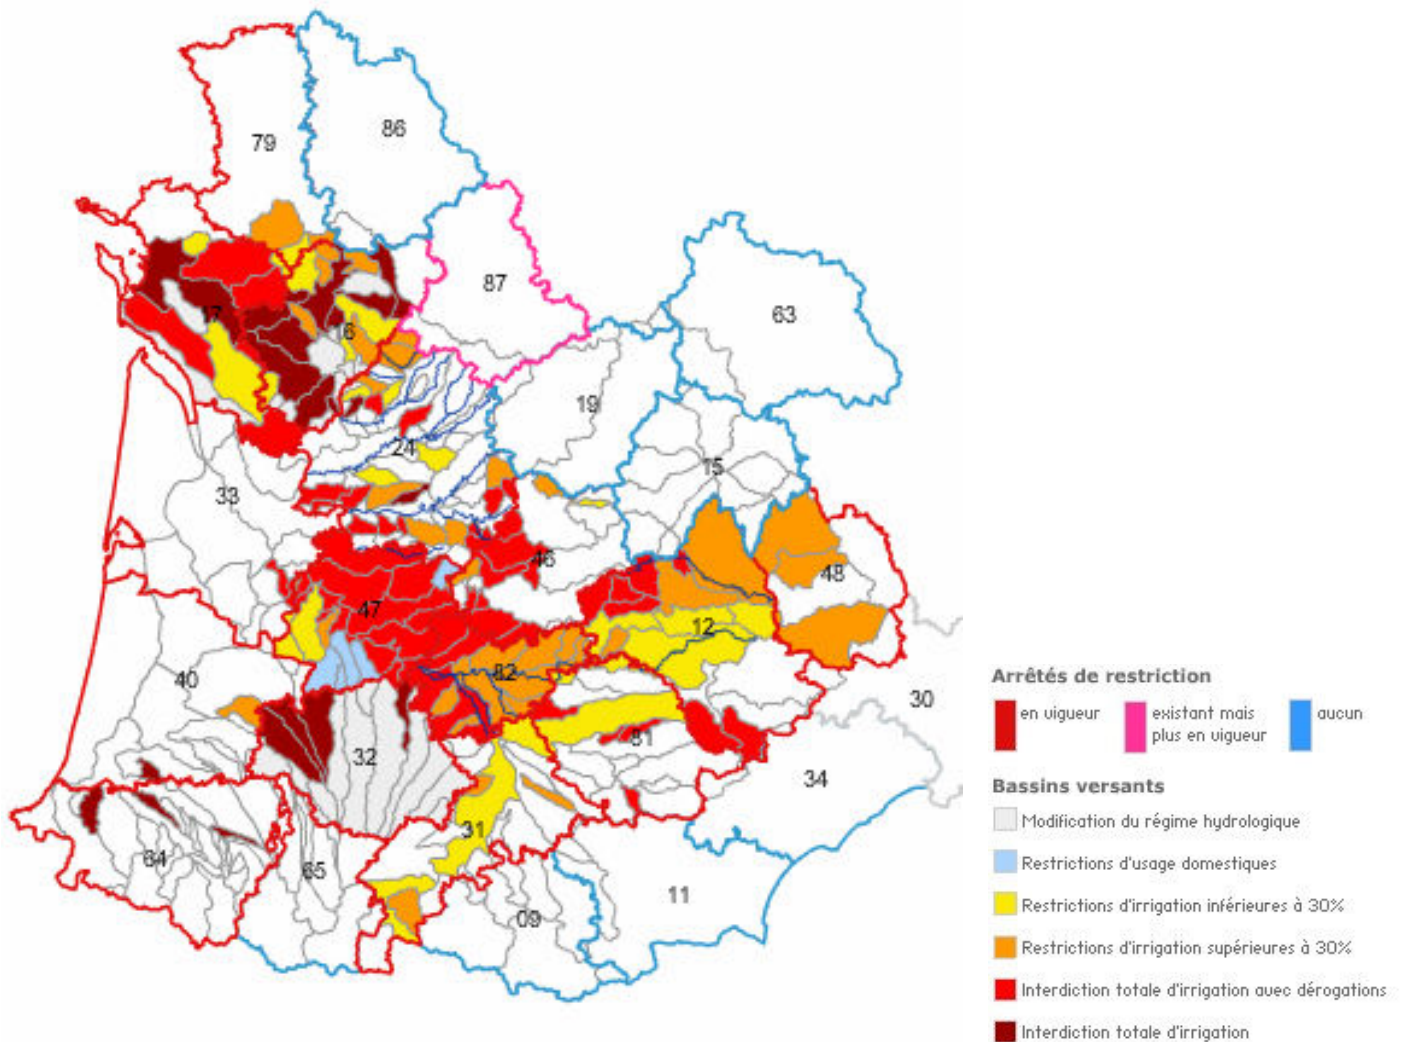 79
86
87
63
17
16
19
24
15
33
46
48
47
12
40
82
30
32
81
34
31
64
65
11
09
Arrêtés de restriction
en vigueur
existant mais
plus en vigueur
aucun
Bassins versants
Modification du régime hydrologique
Restrictions d'usage domestiques
Restrictions d'irrigation inférieures à 30%
Restrictions d'irrigation supérieures à 30%
Interdiction totale d'irrigation avec dérogations
Interdiction totale d'irrigation